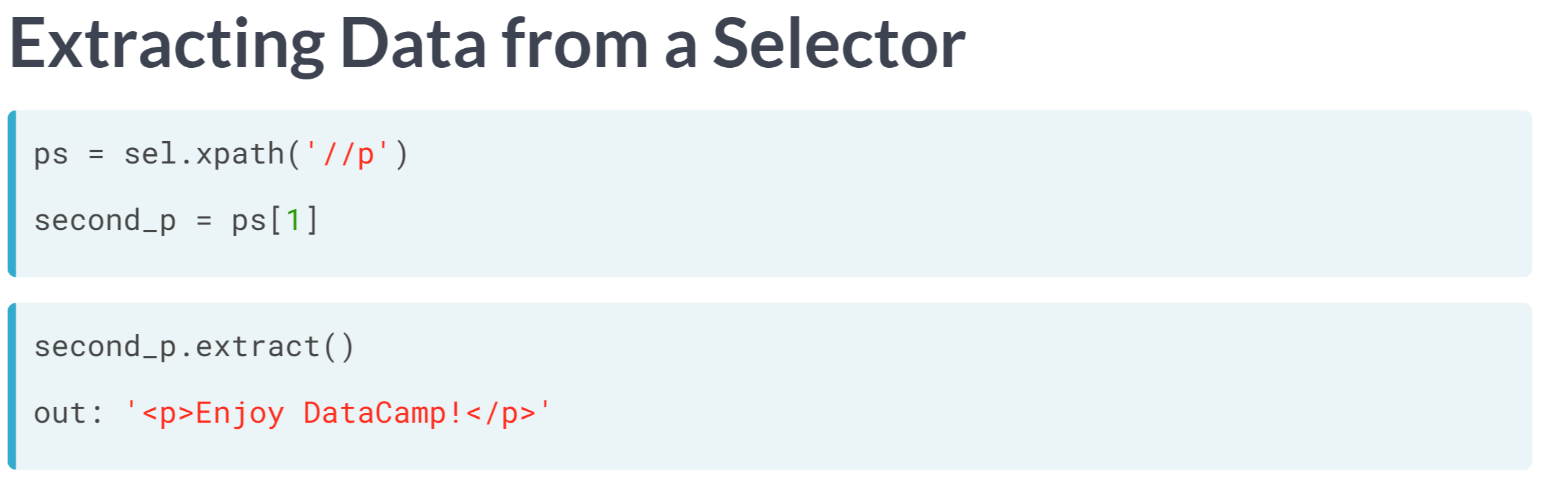 Extracting Data from a Selector
ps = sel.xpath('//p')
second_p = ps[1]
second_p.extract()
out: '<p>Enjoy DataCamp!</p>'